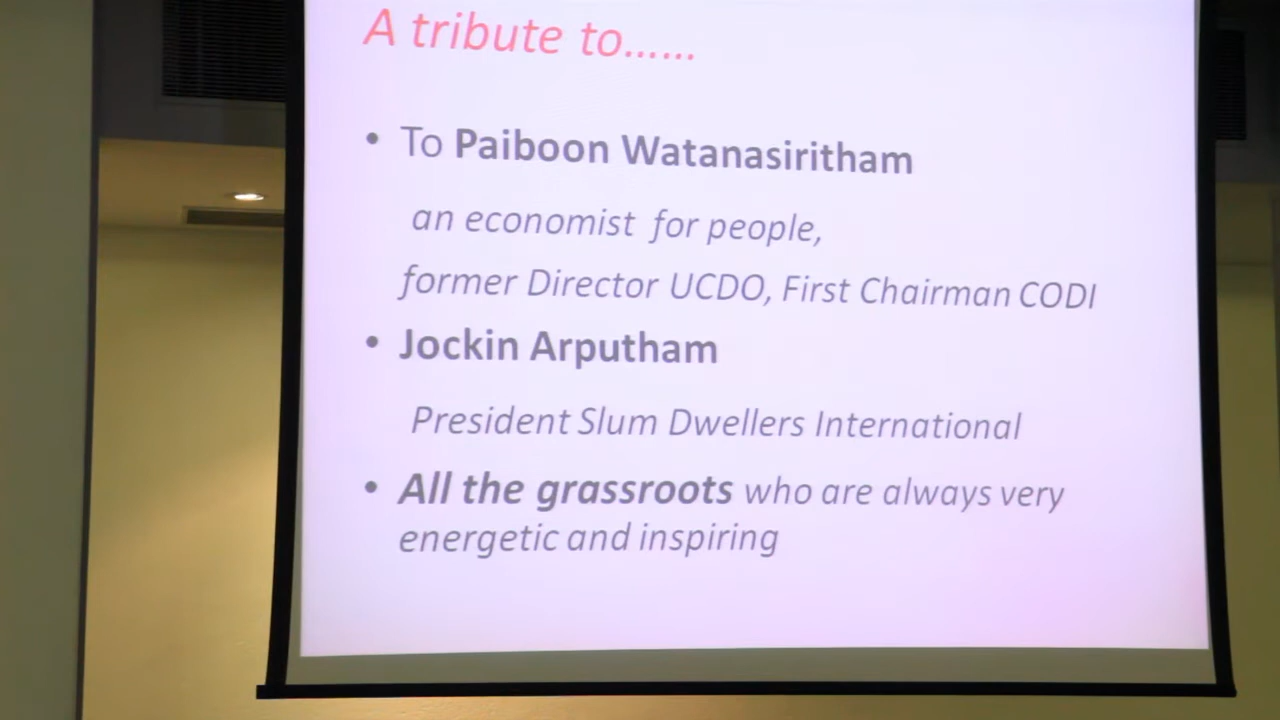 A tribute to......
• To Paiboon Watanasiritham
an economist for people,
former Director UCDO, First Chairman CODI
• Jockin Arputham
President Slum Dwellers International
• All the grassroots who are always very
energetic and inspiring